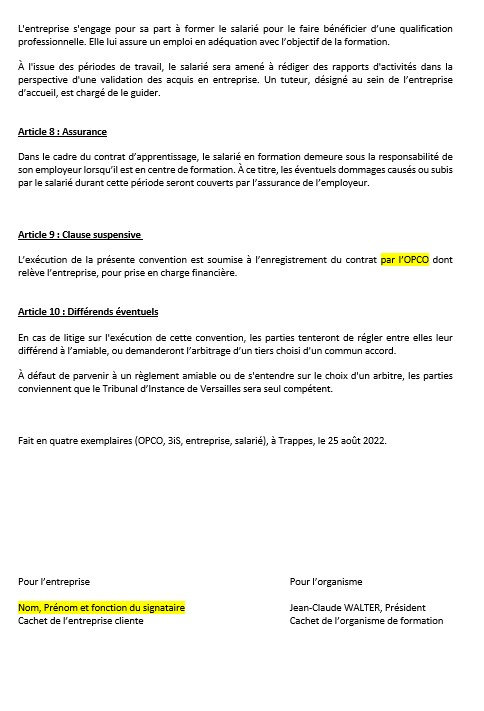 L'entreprise s'engage pour sa part à former le salarié pour le faire bénéficier d’une qualification
professionnelle. Elle lui assure un emploi en adéquation avec l’objectif de la formation.
À l'issue des périodes de travail, le salarié sera amené à rédiger des rapports d'activités dans la
perspective d'une validation des acquis en entreprise. Un tuteur, désigné au sein de l’entreprise
d’accueil, est chargé de le guider.
Article 8 : Assurance
Dans le cadre du contrat d’apprentissage, le salarié en formation demeure sous la responsabilité de
son employeur lorsqu’il est en centre de formation. À ce titre, les éventuels dommages causés ou subis
par le salarié durant cette période seront couverts par l’assurance de l’employeur.
Article 9 : Clause suspensive
L’exécution de la présente convention est soumise à l’enregistrement du contrat par l’OPCO dont
relève l’entreprise, pour prise en charge financière.
Article 10 : Différends éventuels
En cas de litige sur l'exécution de cette convention, les parties tenteront de régler entre elles leur
différend à l’amiable, ou demanderont l’arbitrage d’un tiers choisi d’un commun accord.
À défaut de parvenir à un règlement amiable ou de s'entendre sur le choix d'un arbitre, les parties
conviennent que le Tribunal d’Instance de Versailles sera seul compétent.
Fait en quatre exemplaires (OPCO, 3iS, entreprise, salarié), à Trappes, le 25 août 2022.
Pour l’entreprise
Pour l’organisme
Nom, Prénom et fonction du signataire
Jean-Claude WALTER, Président
Cachet de l’entreprise cliente
Cachet de l’organisme de formation